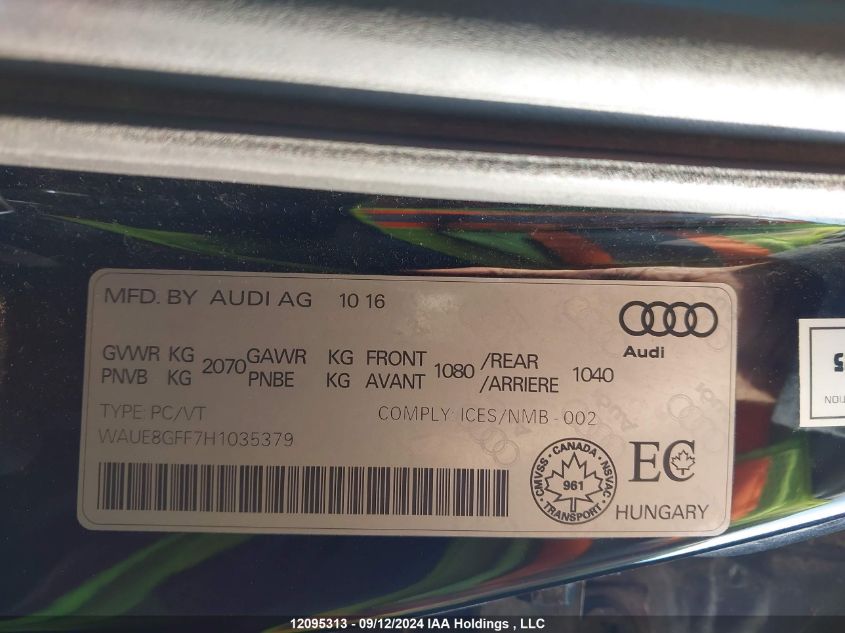 MFD. BY AUDI AG 10 16
Audi
GVWR KG 2070 GAWR KG FRONT 1080 /REAR 1040
PNVB KG PNBE KG AVANT /ARRIERE
TYPE: PC/VT COMPLY: ICES/NMB-002
WAUE8GFF7H1035379
CMVSS - CANADA - NSVAC
961
TRANSPORT
EC
HUNGARY
12095313 - 09/12/2024 IAA Holdings , LLC